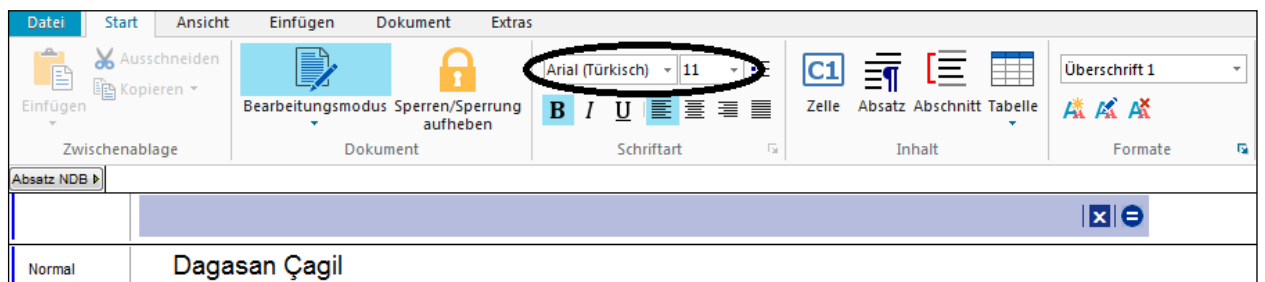 Datei Start Ansicht Einfügen Dokument Extras
Ausschneiden
Kopieren
Einfügen
Zwischenablage
Bearbeitungsmodus Sperren/Sperrung
aufheben
Dokument
Arial (Türkisch) 11
B I U
Schriftart
C1
Zelle Absatz Abschnitt Tabelle
Inhalt
Überschrift 1
Formate
Absatz NDB
Normal Dagasan Çagil